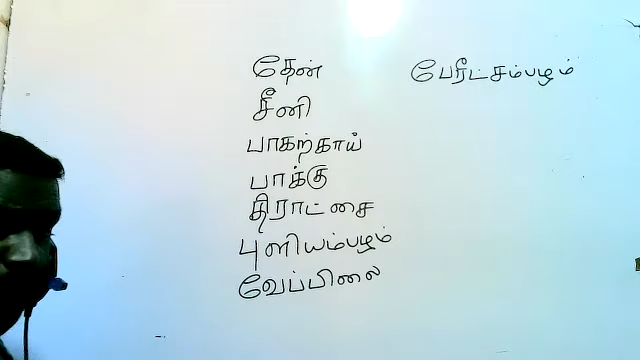 தேன்
பேரீட்சம்பழம்
சீனி
பாகற்காய்
பாக்கு
திராட்சை
புளியம்பழம்
வேப்பிலை